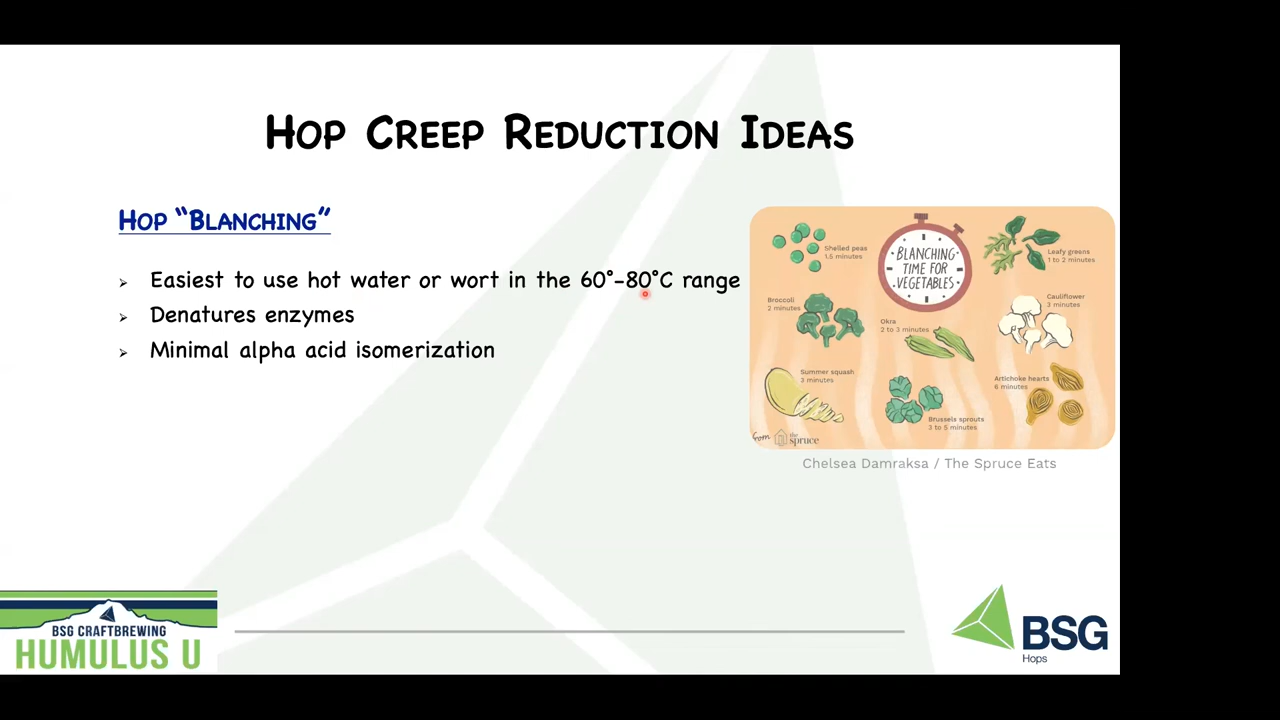 Hop Creep Reduction Ideas
Hop “Blanching”
➢ Easiest to use hot water or wort in the 60°-80°C range
➢ Denatures enzymes
➢ Minimal alpha acid isomerization
BLANCHING
TIME FOR
VEGETABLES
Shelled peas
1.5 minutes
Leafy greens
1 to 2 minutes
Broccoli
2 minutes
Cauliflower
3 minutes
Okra
2 to 3 minutes
Summer squash
3 minutes
Artichoke hearts
6 minutes
Brussels sprouts
3 to 5 minutes
from the spruce
Chelsea Damraksa / The Spruce Eats
BSG CRAFTBREWING
HUMULUS U
BSG
Hops